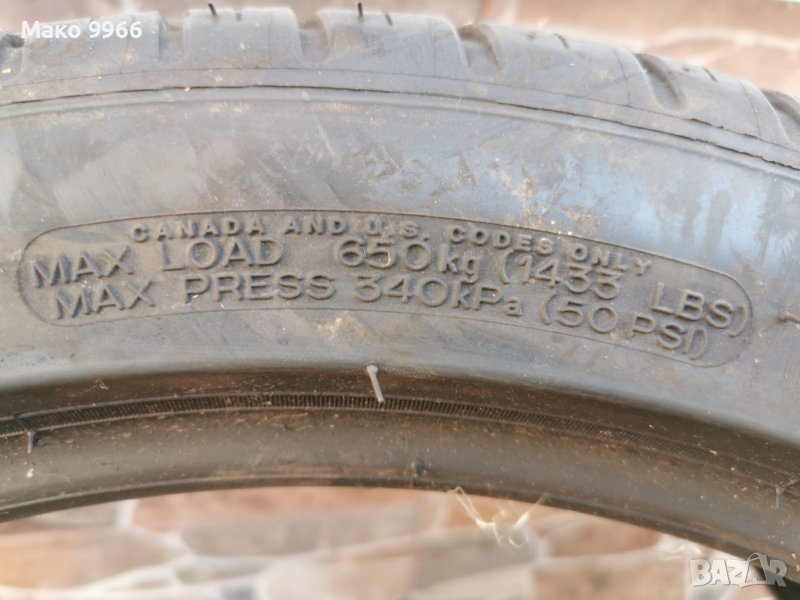 Мако 9966
CANADA AND U.S. CODES ONLY
MAX LOAD 650kg (1433 LBS)
MAX PRESS 340kPa (50 PSI)
BAZAR